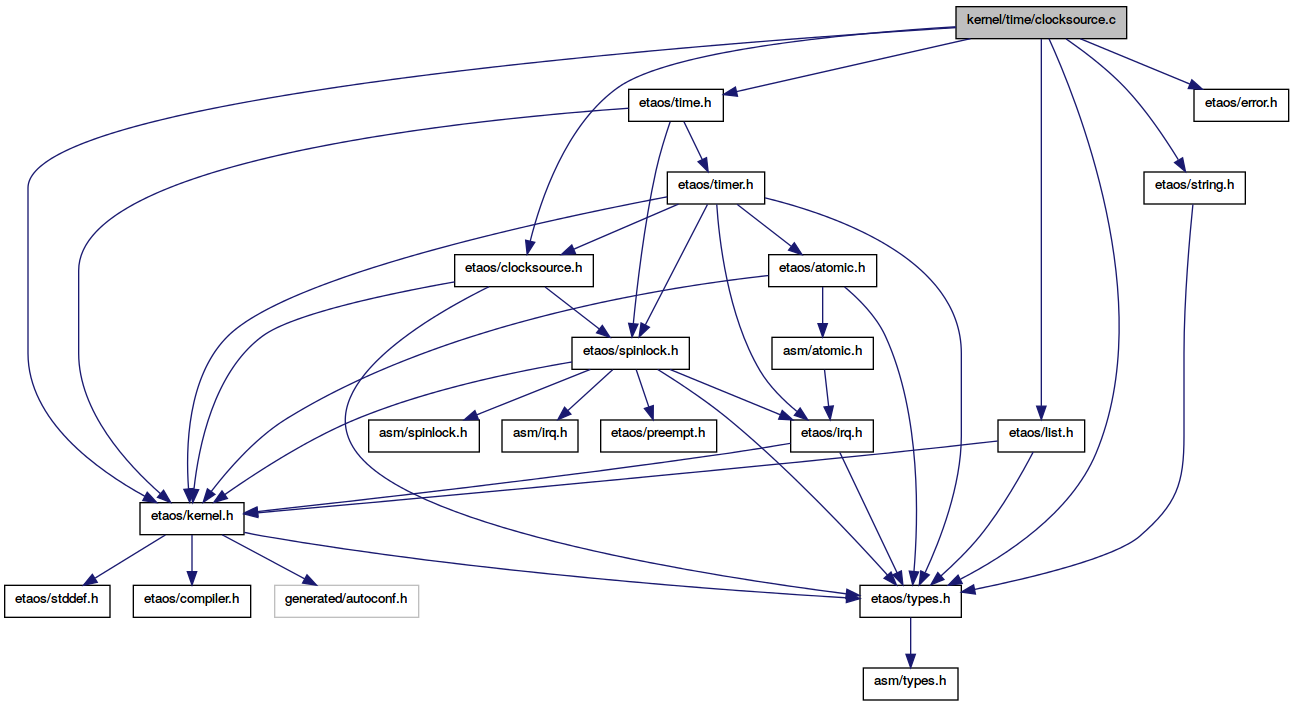 kernel/time/clocksource.c
etaos/time.h
etaos/error.h
etaos/timer.h
etaos/string.h
etaos/clocksource.h
etaos/atomic.h
etaos/spinlock.h
asm/atomic.h
asm/spinlock.h
asm/irq.h
etaos/preempt.h
etaos/irq.h
etaos/list.h
etaos/kernel.h
etaos/stddef.h
etaos/compiler.h
generated/autoconf.h
etaos/types.h
asm/types.h